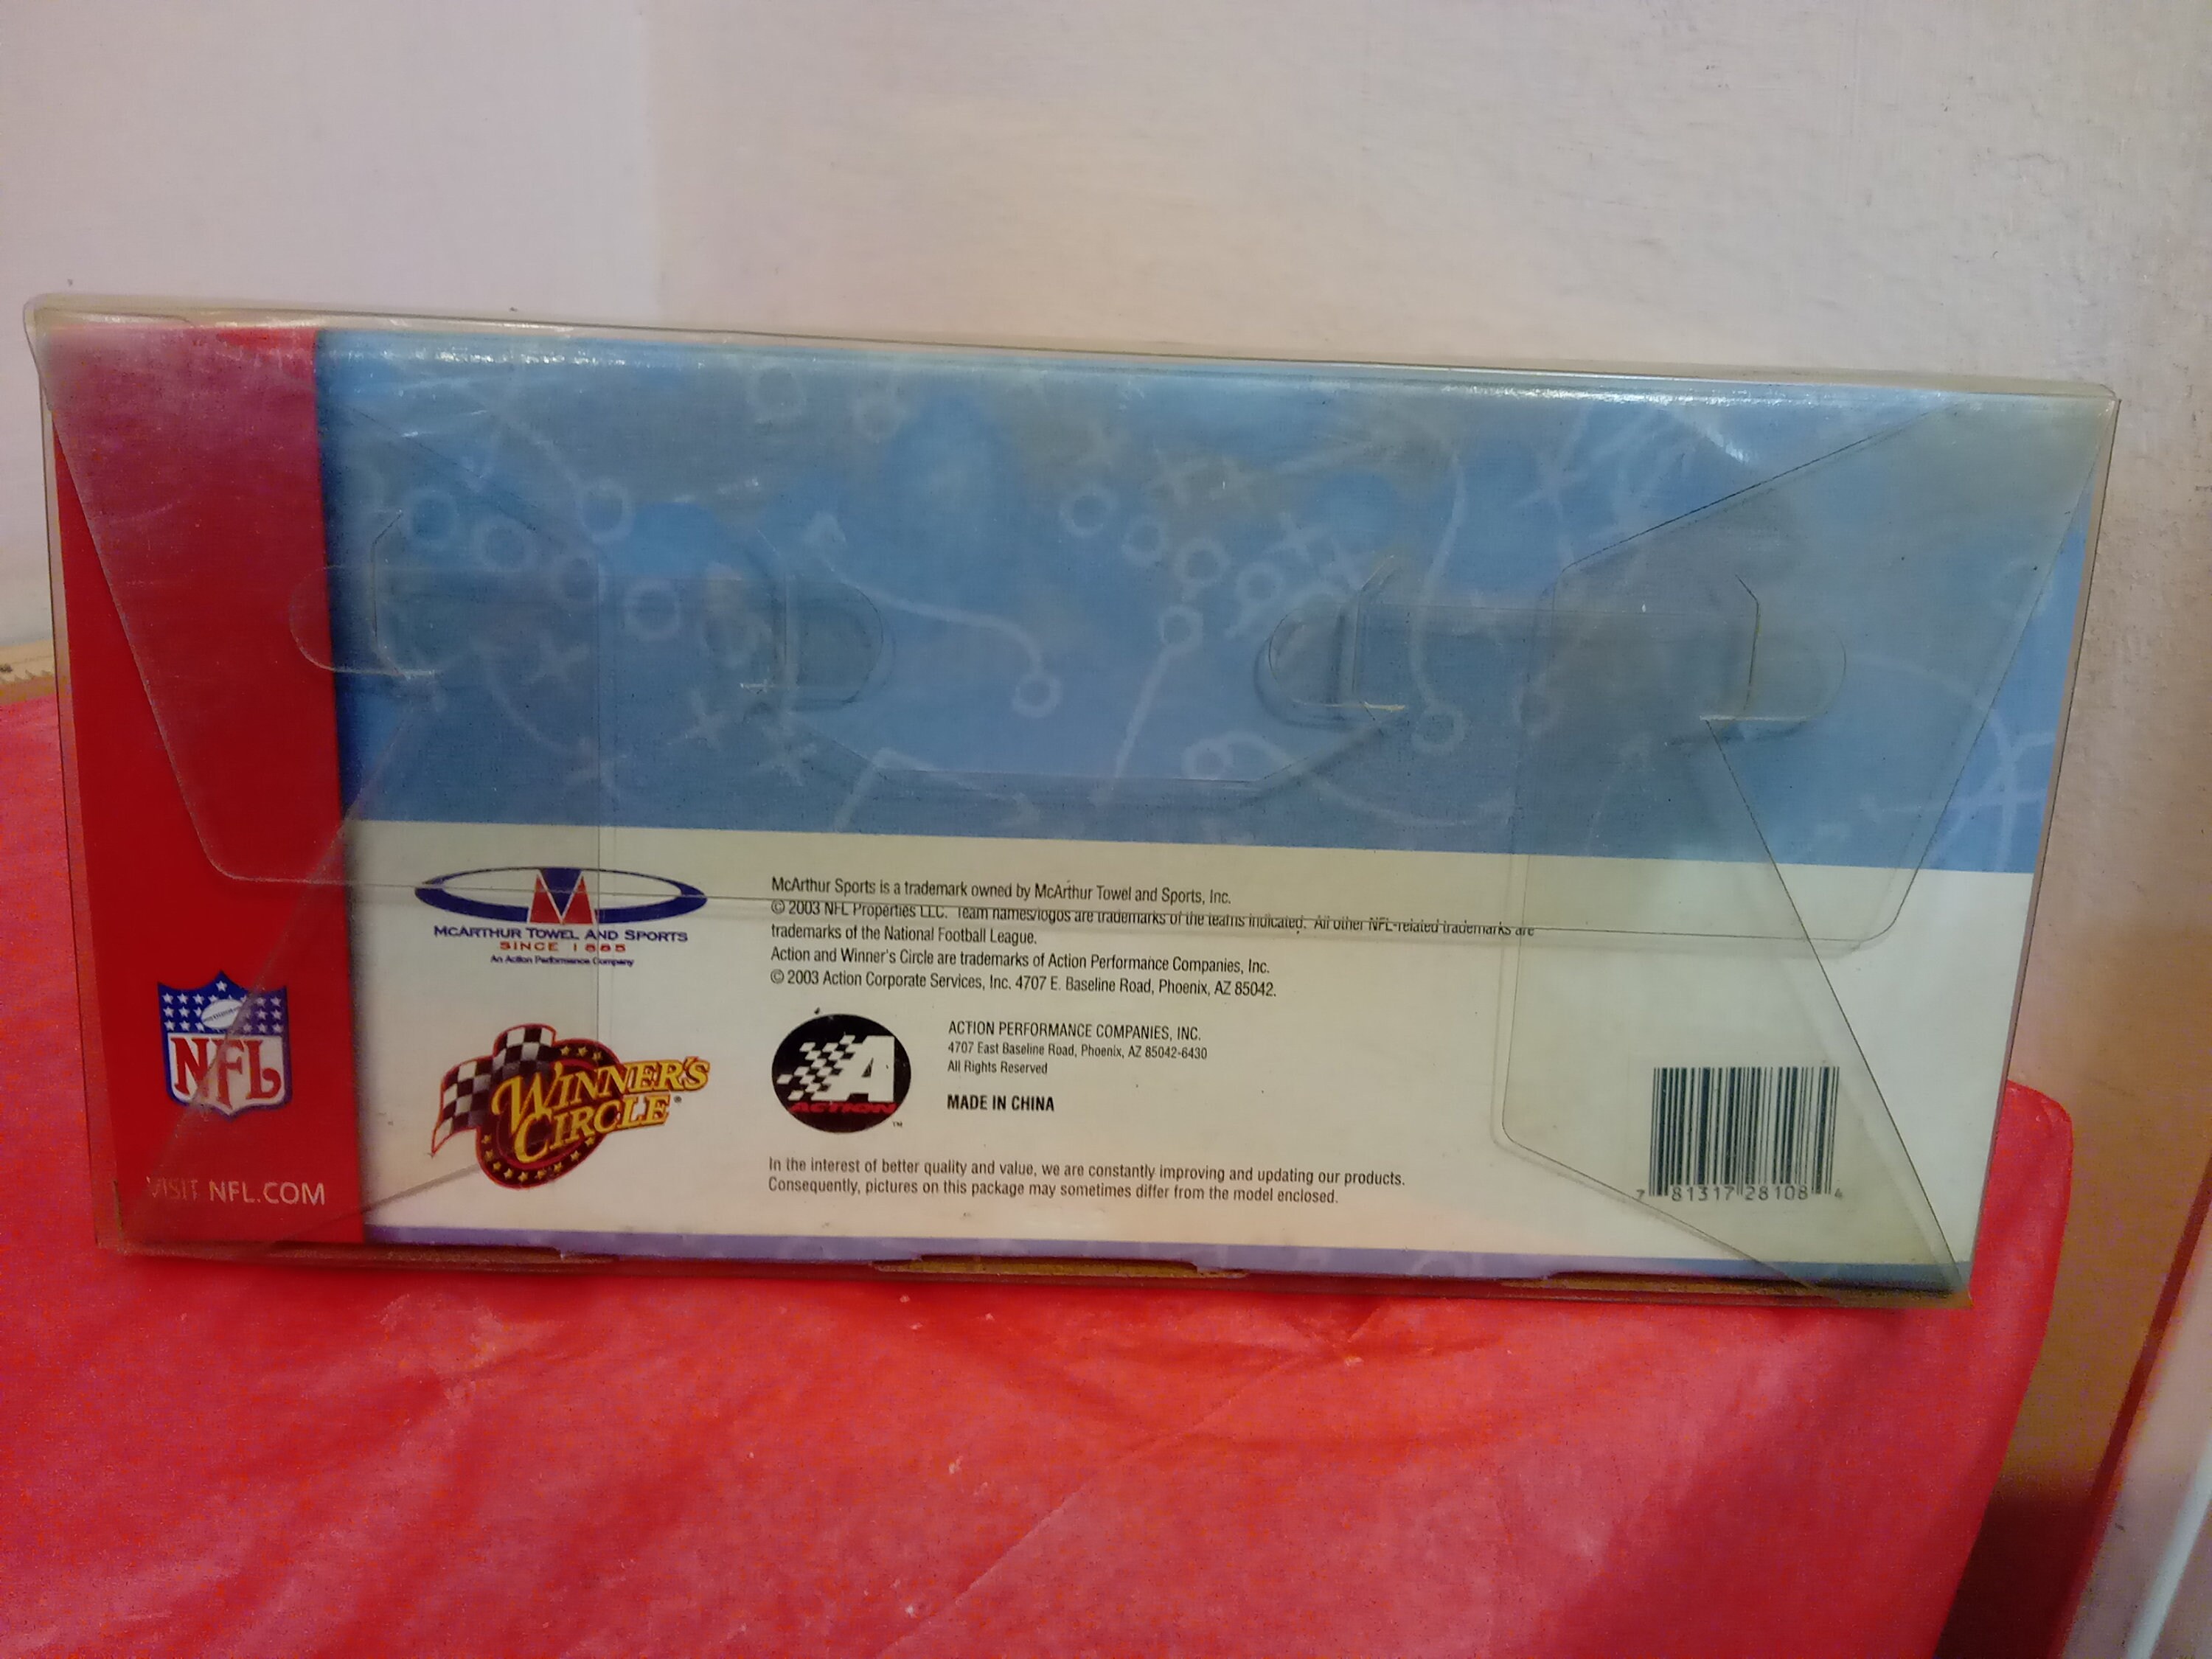 M
McARTHUR TOWEL AND SPORTS
SINCE 1885
An Action Performance Company
McArthur Sports is a trademark owned by McArthur Towel and Sports, Inc.
© 2003 NFL Properties LLC. Team names/logos are trademarks of the teams indicated. All other NFL-related trademarks are
trademarks of the National Football League.
Action and Winner's Circle are trademarks of Action Performance Companies, Inc.
© 2003 Action Corporate Services, Inc. 4707 E. Baseline Road, Phoenix, AZ 85042.
NFL
VISIT NFL.COM
WINNER'S
CIRCLE®
A
ACTION
™
ACTION PERFORMANCE COMPANIES, INC.
4707 East Baseline Road, Phoenix, AZ 85042-6430
All Rights Reserved
MADE IN CHINA
In the interest of better quality and value, we are constantly improving and updating our products.
Consequently, pictures on this package may sometimes differ from the model enclosed.
7 81317 28108 4